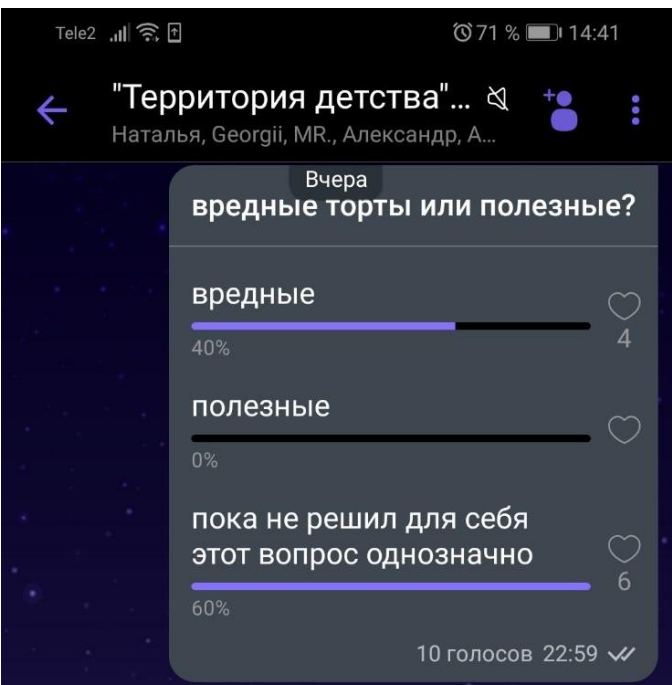 Tele2 71 % 14:41
"Территория детства"...
Наталья, Georgii, MR., Александр, А...
Вчера
вредные торты или полезные?
вредные
4
40%
полезные
0%
пока не решил для себя
этот вопрос однозначно
6
60%
10 голосов 22:59